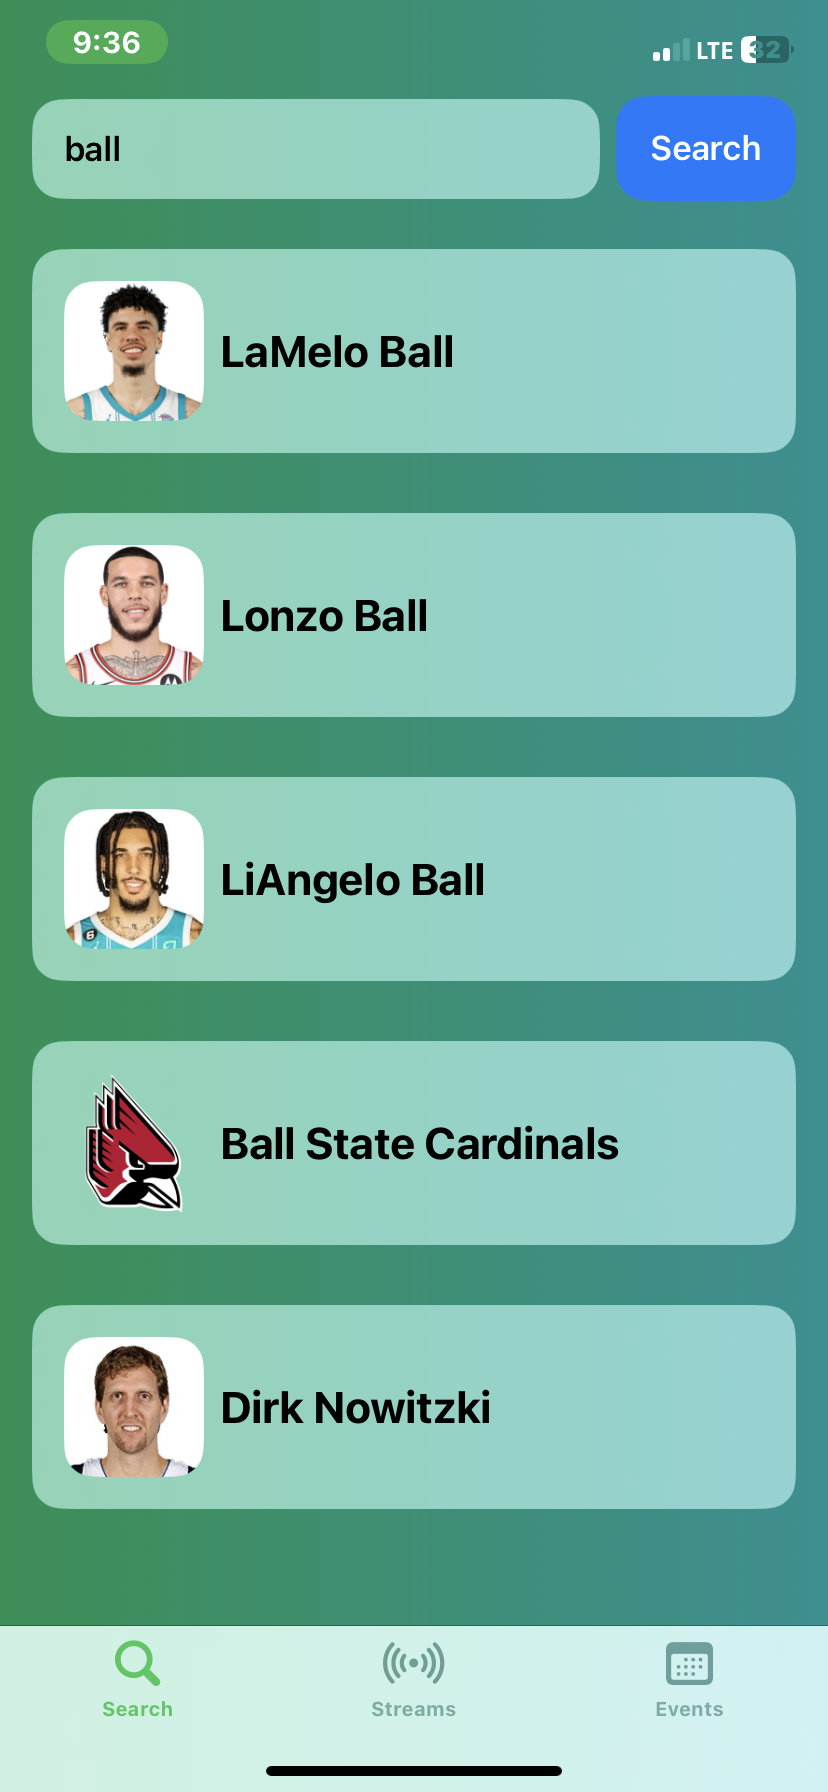 9:36
LTE 32
ball
Search
LaMelo Ball
Lonzo Ball
6
LiAngelo Ball
Ball State Cardinals
Dirk Nowitzki
Search
Streams
Events